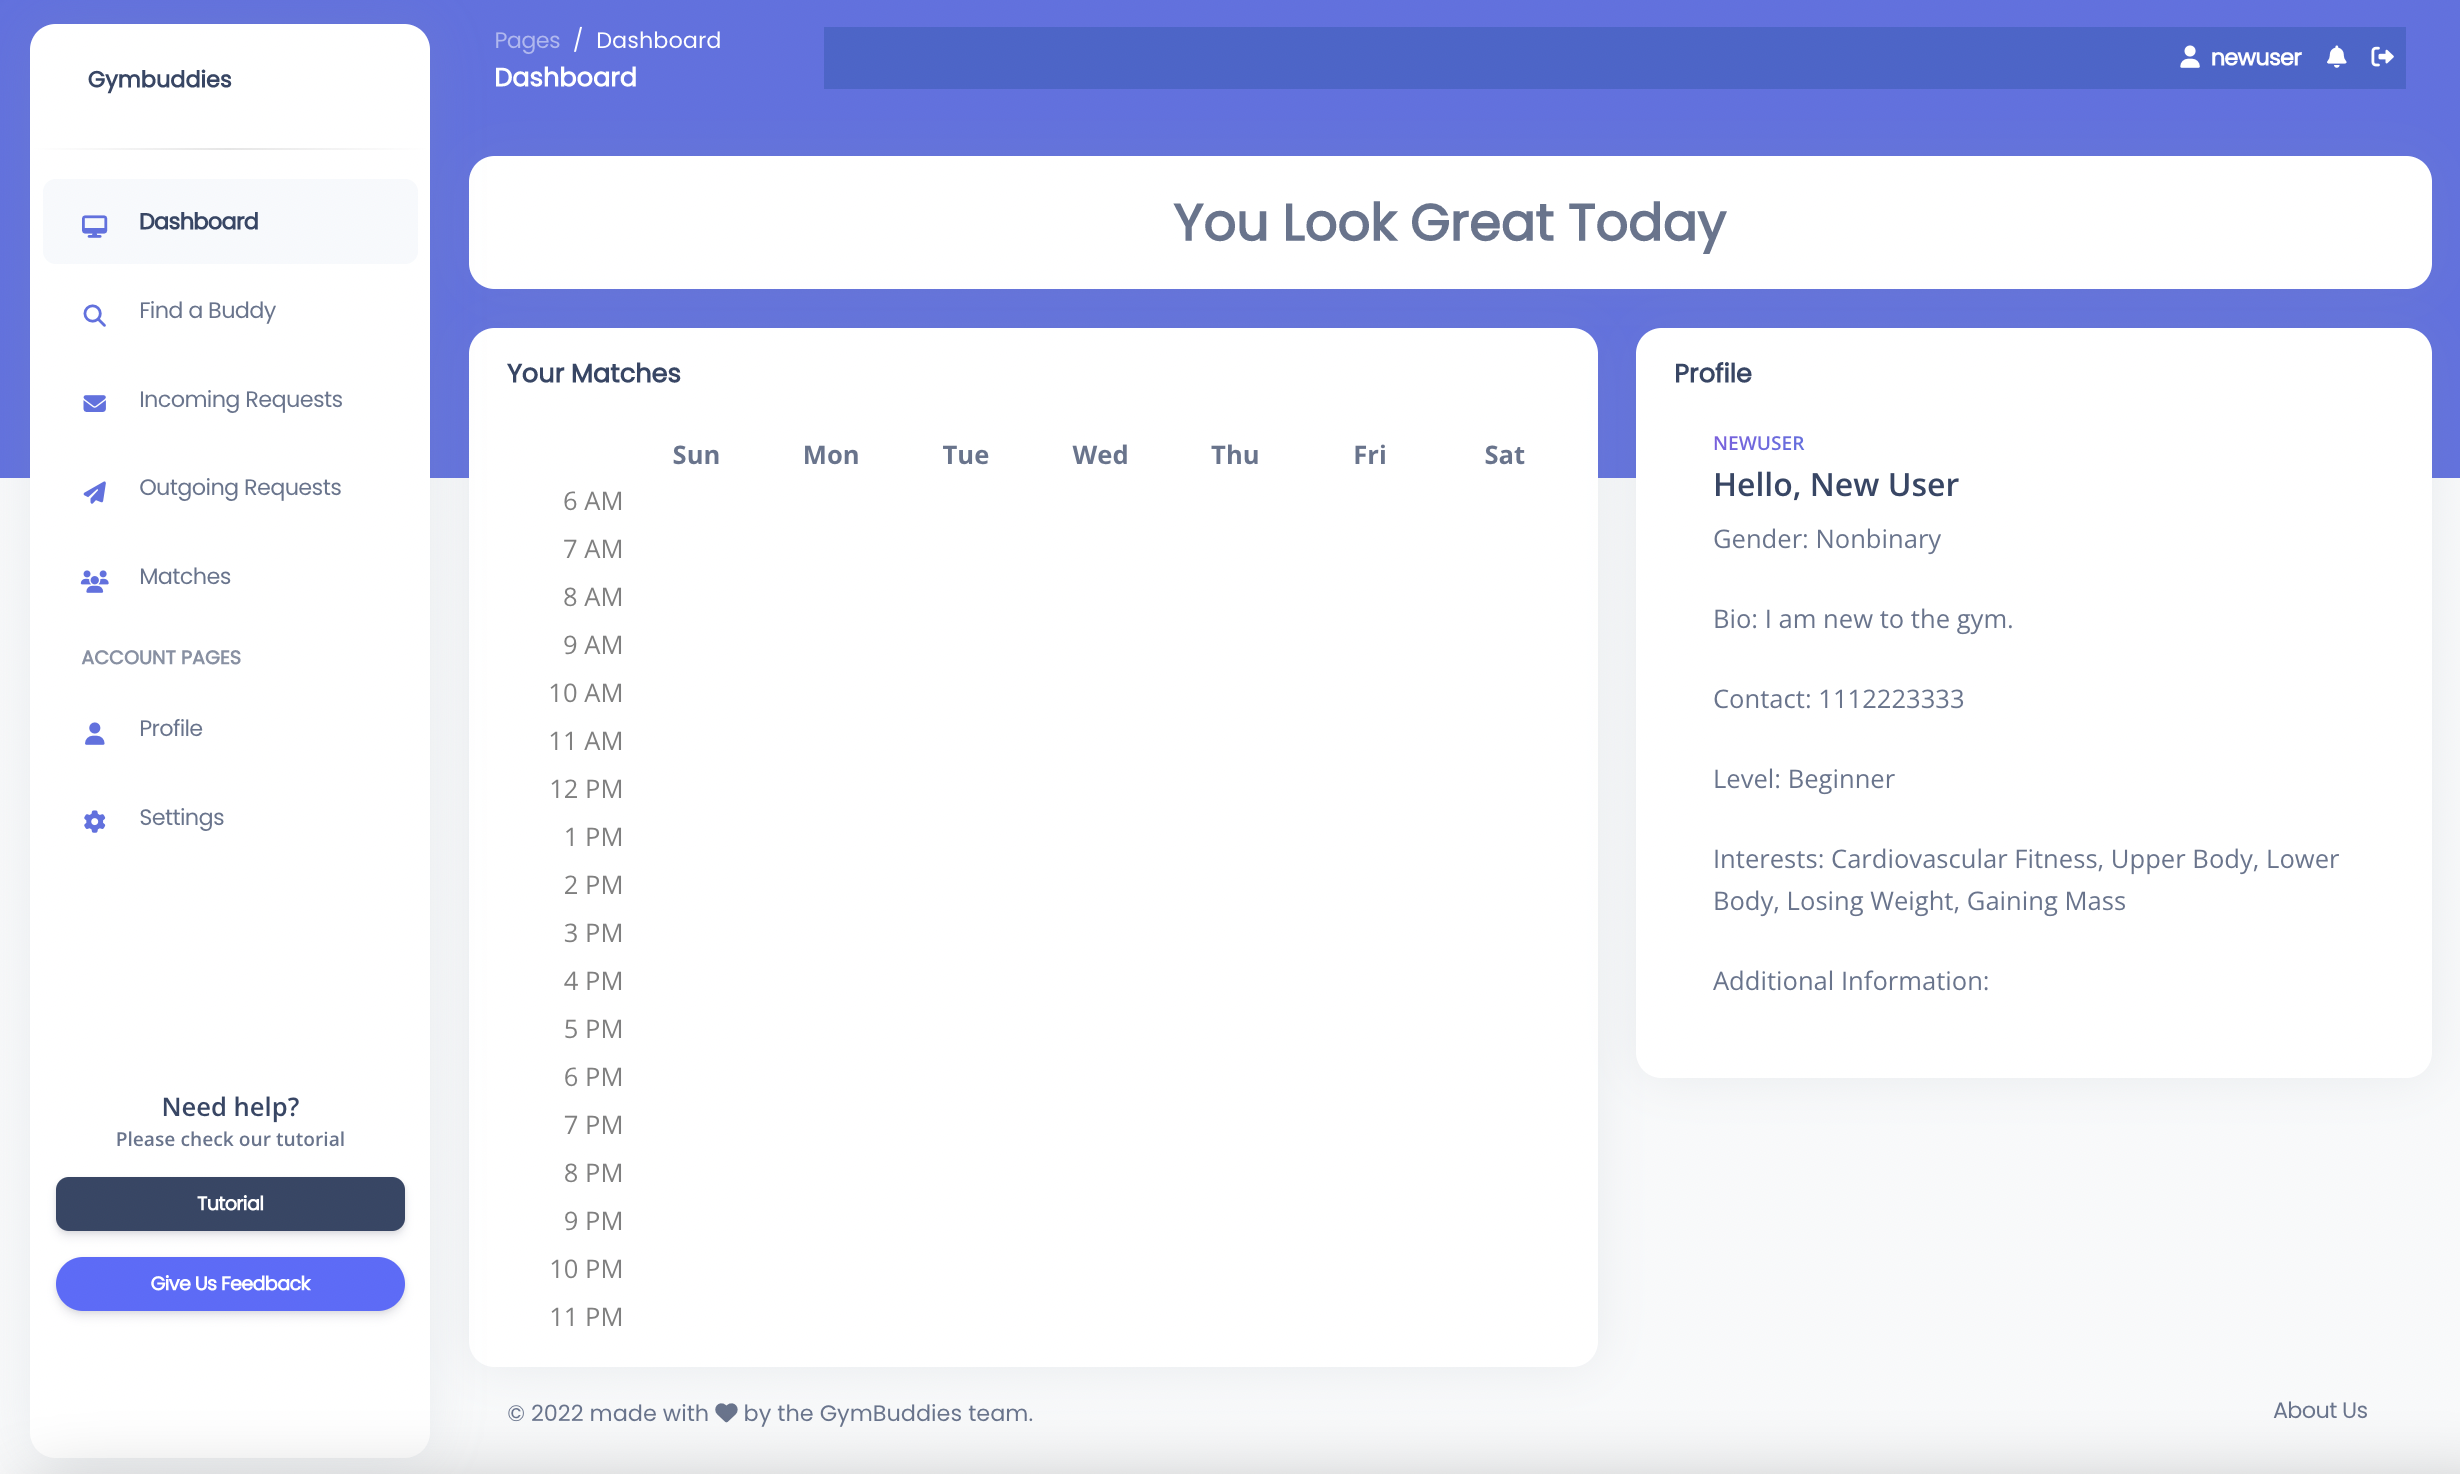 Gymbuddies
Dashboard
Find a Buddy
Incoming Requests
Outgoing Requests
Matches
ACCOUNT PAGES
Profile
Settings
Need help?
Please check our tutorial
Tutorial
Give Us Feedback
Pages / Dashboard
Dashboard
newuser
You Look Great Today
Your Matches
Sun Mon Tue Wed Thu Fri Sat
6 AM
7 AM
8 AM
9 AM
10 AM
11 AM
12 PM
1 PM
2 PM
3 PM
4 PM
5 PM
6 PM
7 PM
8 PM
9 PM
10 PM
11 PM
Profile
NEWUSER
Hello, New User
Gender: Nonbinary
Bio: I am new to the gym.
Contact: 1112223333
Level: Beginner
Interests: Cardiovascular Fitness, Upper Body, Lower
Body, Losing Weight, Gaining Mass
Additional Information:
© 2022 made with ♥ by the GymBuddies team.
About Us